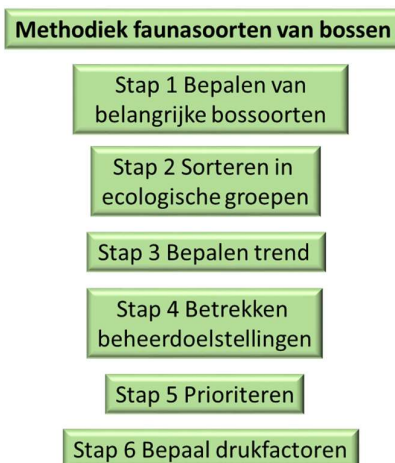 Methodiek faunasoorten van bossen
Stap 1 Bepalen van
belangrijke bossoorten
Stap 2 Sorteren in
ecologische groepen
Stap 3 Bepalen trend
Stap 4 Betrekken
beheerdoelstellingen
Stap 5 Prioriteren
Stap 6 Bepaal drukfactoren